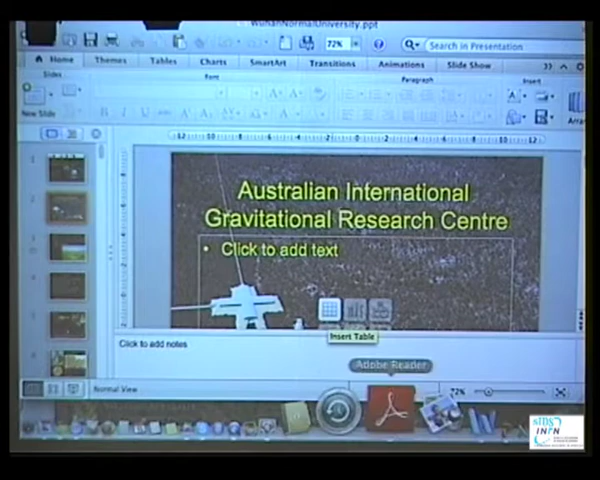 WuhanNormalUniversity.ppt
72%
Search in Presentation
Home Themes Tables Charts SmartArt Transitions Animations Slide Show
Slides Font Paragraph Insert
New Slide
Australian International
Gravitational Research Centre
• Click to add text
Insert Table
Click to add notes
Adobe Reader
Normal View 72%
INFN